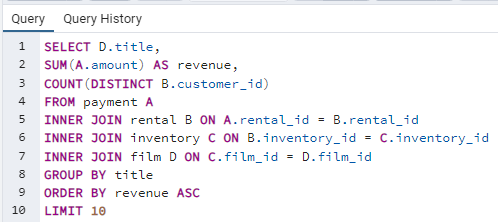 Query Query History
1 SELECT D.title,
2 SUM(A.amount) AS revenue,
3 COUNT(DISTINCT B.customer_id)
4 FROM payment A
5 INNER JOIN rental B ON A.rental_id = B.rental_id
6 INNER JOIN inventory C ON B.inventory_id = C.inventory_id
7 INNER JOIN film D ON C.film_id = D.film_id
8 GROUP BY title
9 ORDER BY revenue ASC
10 LIMIT 10